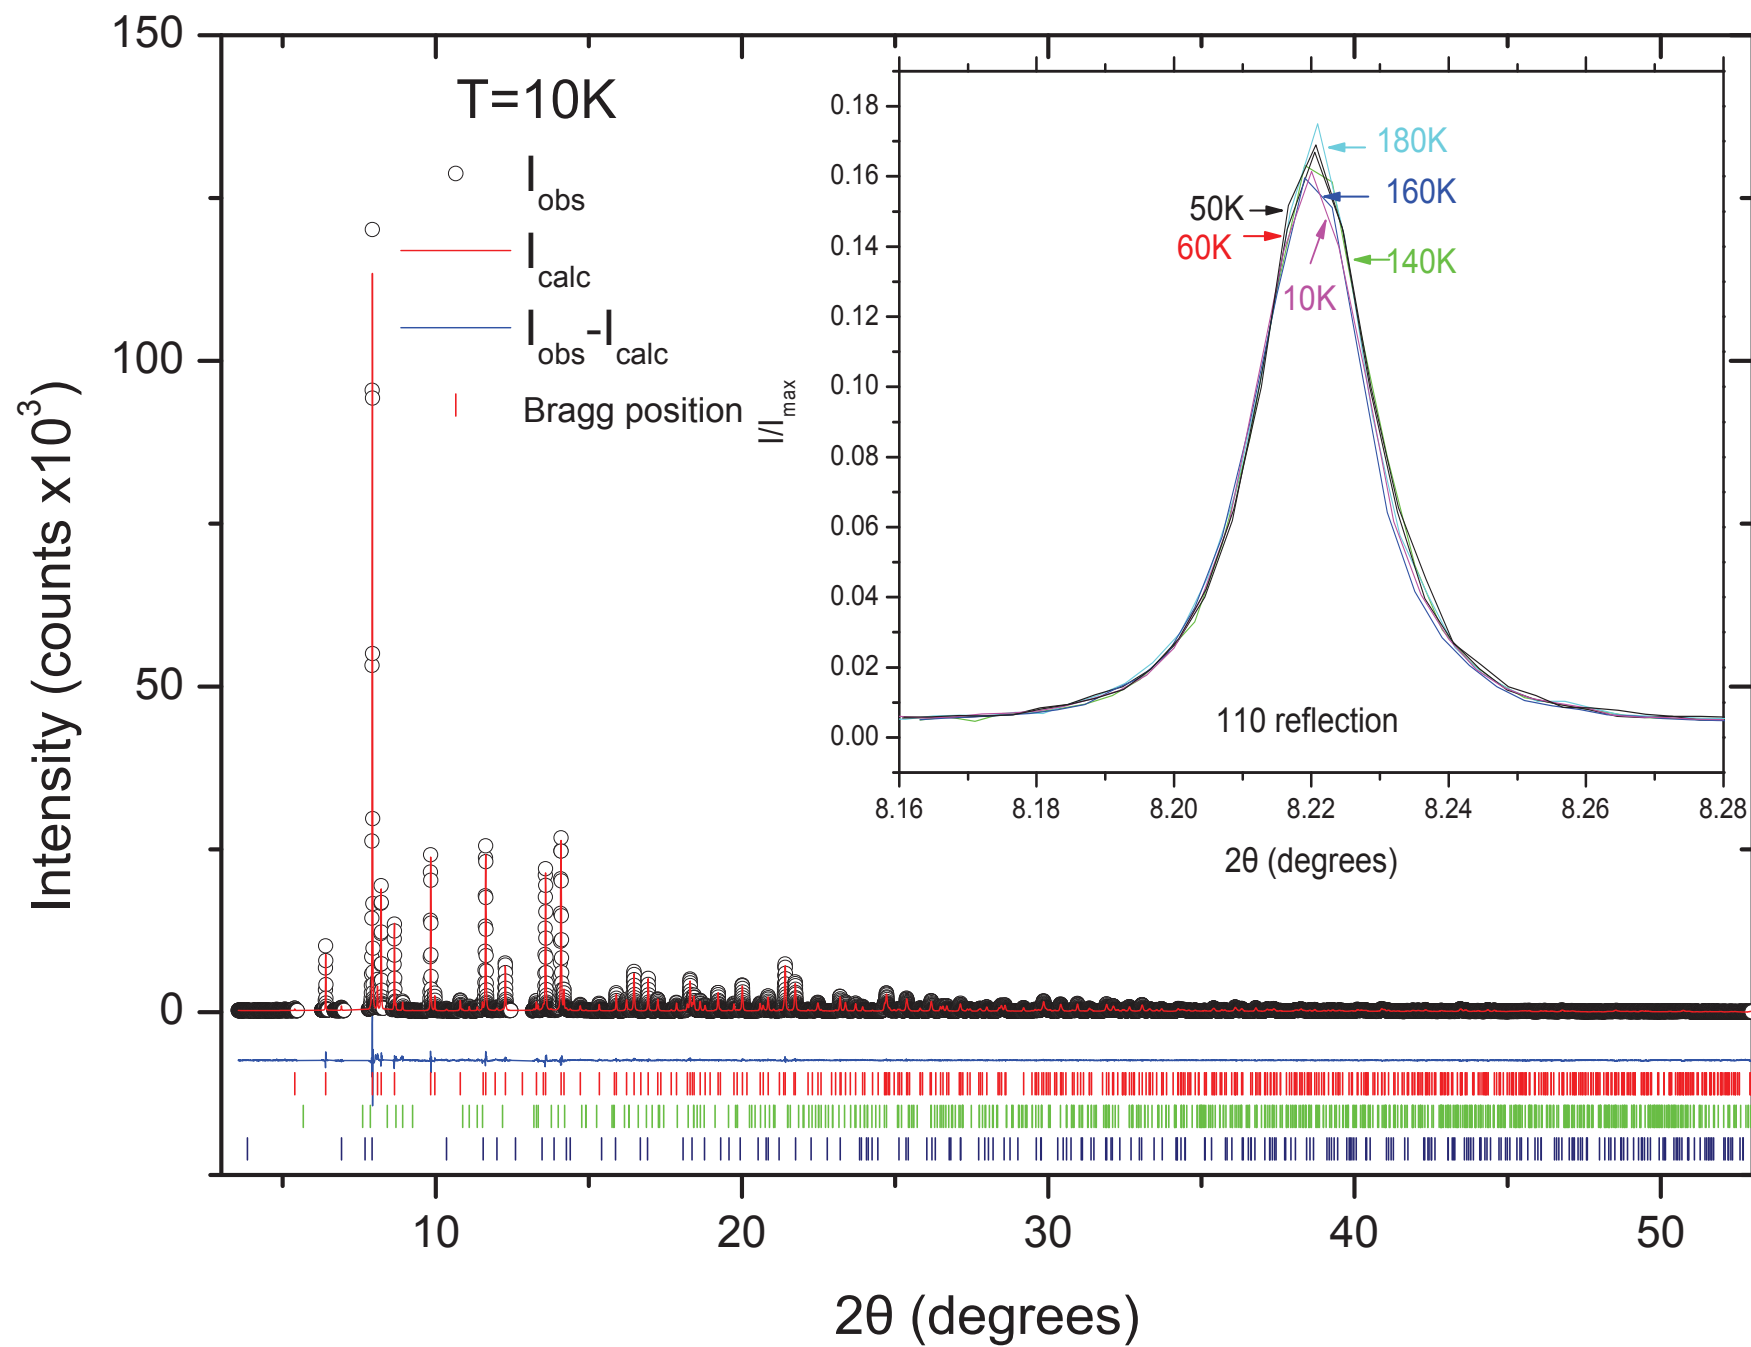 150
100
50
0
Intensity (counts x10³)
T=10K
I_obs
I_calc
I_obs-I_calc
Bragg position
0.18
0.16
0.14
0.12
0.10
0.08
0.06
0.04
0.02
0.00
I/I_max
180K
160K
50K
60K
140K
10K
110 reflection
8.16 8.18 8.20 8.22 8.24 8.26 8.28
2θ (degrees)
10 20 30 40 50
2θ (degrees)